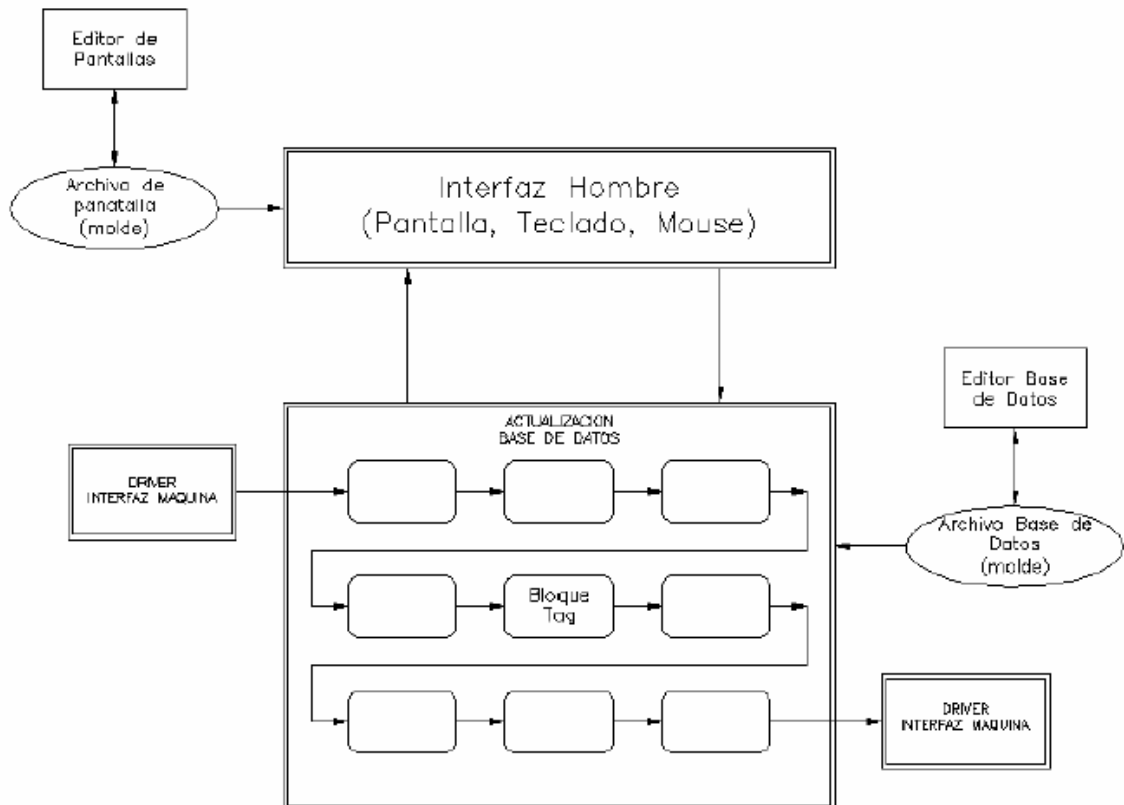 Editor de
Pantallas
Archivo de
panatalla
(molde)
Interfaz Hombre
(Pantalla, Teclado, Mouse)
Editor Base
de Datos
ACTUALIZACION
BASE DE DATOS
DRIVER
INTERFAZ MAQUINA
Archivo Base de
Datos
(molde)
Bloque
Tag
DRIVER
INTERFAZ MAQUINA